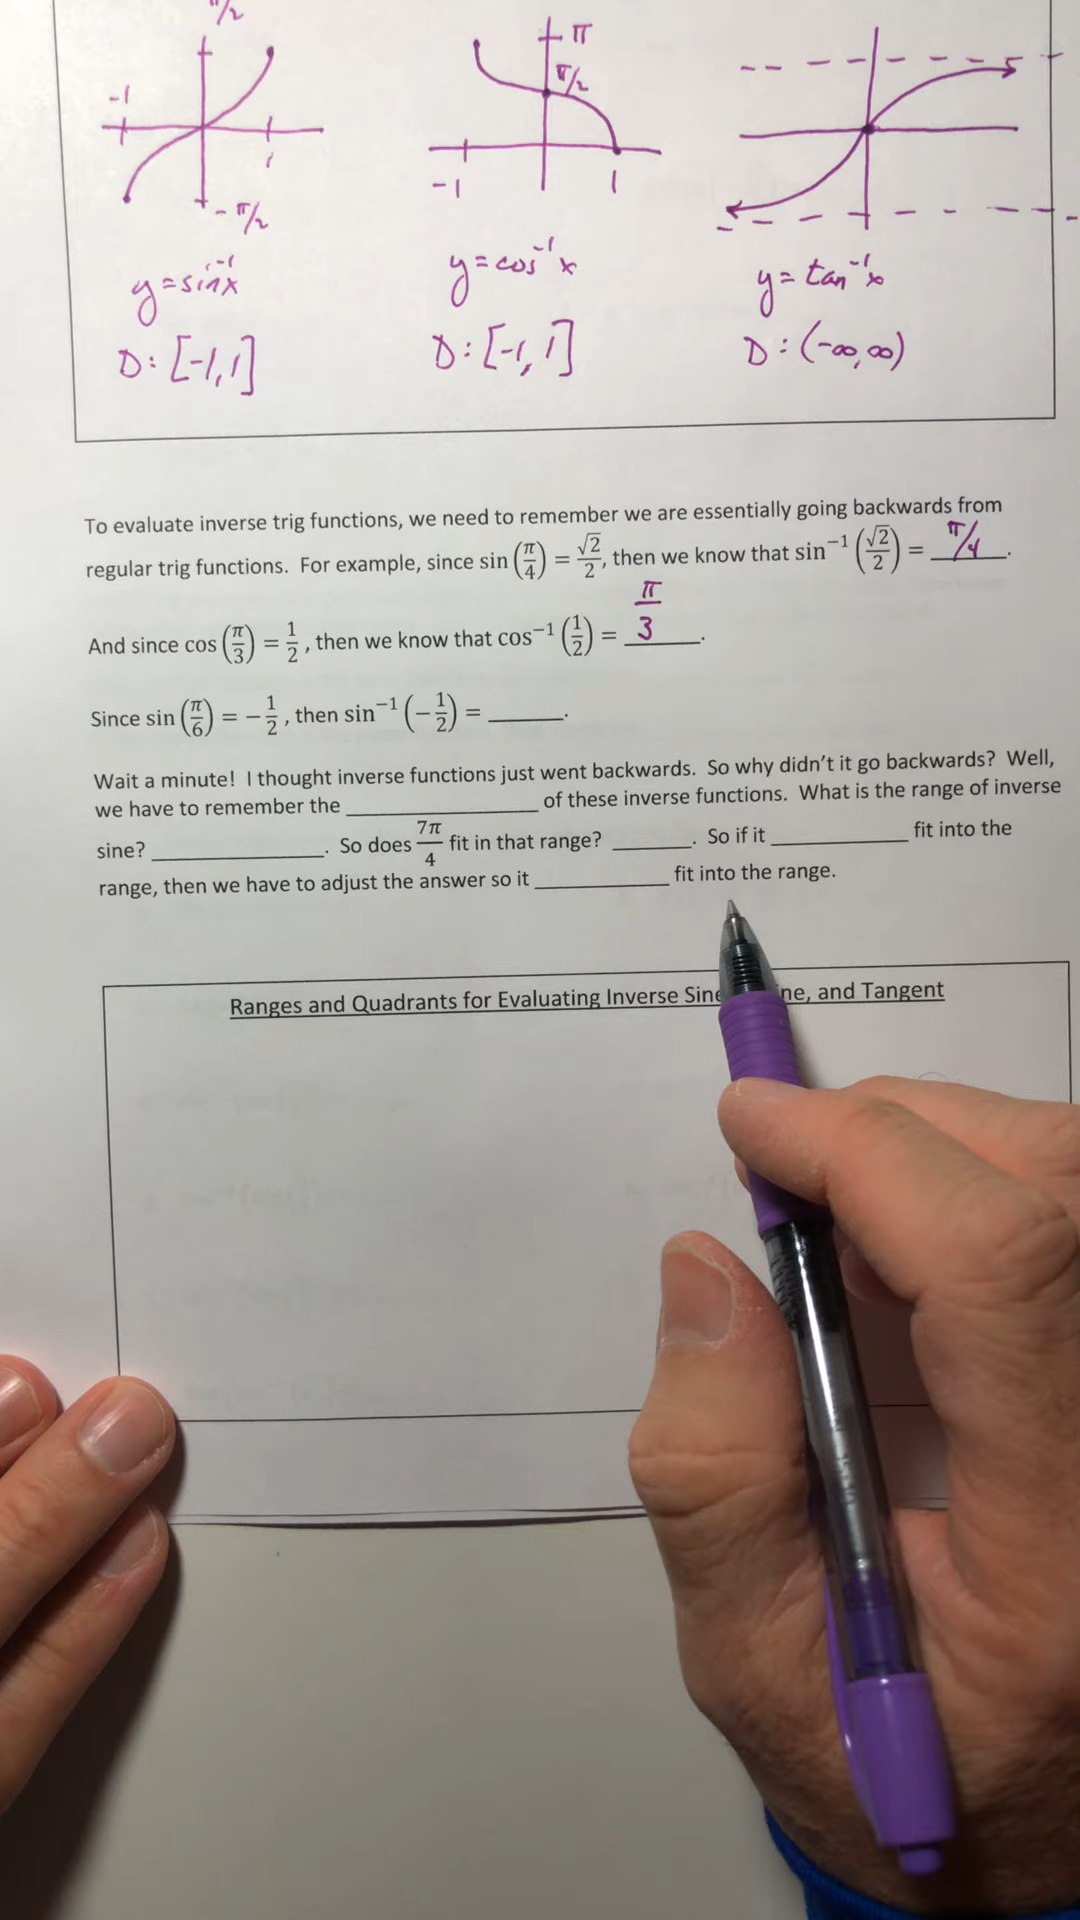 π/2
-1
1
- π/2
y = sin⁻¹x
D: [-1, 1]
π
π/2
-1
1
y = cos⁻¹x
D: [-1, 1]
y = tan⁻¹x
D: (-∞, ∞)
To evaluate inverse trig functions, we need to remember we are essentially going backwards from
regular trig functions. For example, since sin (π/4) = √2/2, then we know that sin⁻¹ (√2/2) = π/4.
And since cos (π/3) = 1/2, then we know that cos⁻¹ (1/2) = π/3.
Since sin (π/6) = −1/2, then sin⁻¹ (−1/2) = ______.
Wait a minute! I thought inverse functions just went backwards. So why didn't it go backwards? Well,
we have to remember the ______________ of these inverse functions. What is the range of inverse
sine? ______________. So does 7π/4 fit in that range? ______. So if it __________ fit into the
range, then we have to adjust the answer so it __________ fit into the range.
Ranges and Quadrants for Evaluating Inverse Sine ne, and Tangent